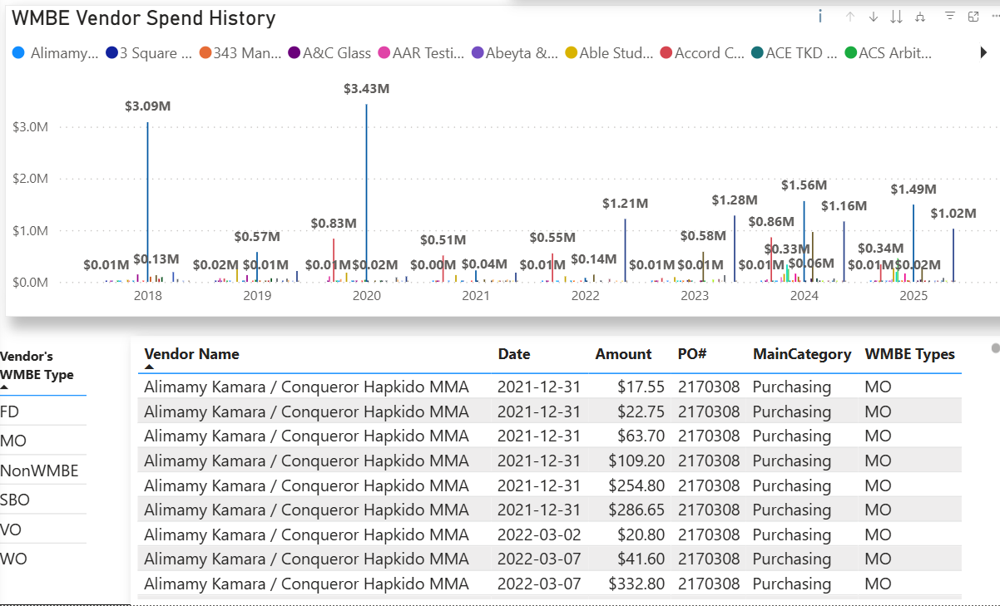 WMBE Vendor Spend History
Alimamy... 3 Square ... 343 Man... A&C Glass AAR Testi... Abeyta &... Able Stud... Accord C... ACE TKD ... ACS Arbit...
$3.43M
$3.09M
$3.0M
$2.0M
$1.56M
$1.49M
$1.21M $1.28M $1.16M
$1.02M
$1.0M
$0.83M $0.57M $0.51M $0.55M $0.58M $0.86M
$0.33M $0.34M
$0.01M $0.13M $0.02M $0.01M $0.01M $0.02M $0.00M $0.04M $0.01M $0.14M $0.01M $0.01M $0.01M $0.06M $0.01M $0.02M
$0.0M
2018 2019 2020 2021 2022 2023 2024 2025
Vendor's
WMBE Type
FD
MO
NonWMBE
SBO
VO
WO
Vendor Name Date Amount PO# MainCategory WMBE Types
Alimamy Kamara / Conqueror Hapkido MMA 2021-12-31 $17.55 2170308 Purchasing MO
Alimamy Kamara / Conqueror Hapkido MMA 2021-12-31 $22.75 2170308 Purchasing MO
Alimamy Kamara / Conqueror Hapkido MMA 2021-12-31 $63.70 2170308 Purchasing MO
Alimamy Kamara / Conqueror Hapkido MMA 2021-12-31 $109.20 2170308 Purchasing MO
Alimamy Kamara / Conqueror Hapkido MMA 2021-12-31 $254.80 2170308 Purchasing MO
Alimamy Kamara / Conqueror Hapkido MMA 2021-12-31 $286.65 2170308 Purchasing MO
Alimamy Kamara / Conqueror Hapkido MMA 2022-03-02 $20.80 2170308 Purchasing MO
Alimamy Kamara / Conqueror Hapkido MMA 2022-03-07 $41.60 2170308 Purchasing MO
Alimamy Kamara / Conqueror Hapkido MMA 2022-03-07 $332.80 2170308 Purchasing MO